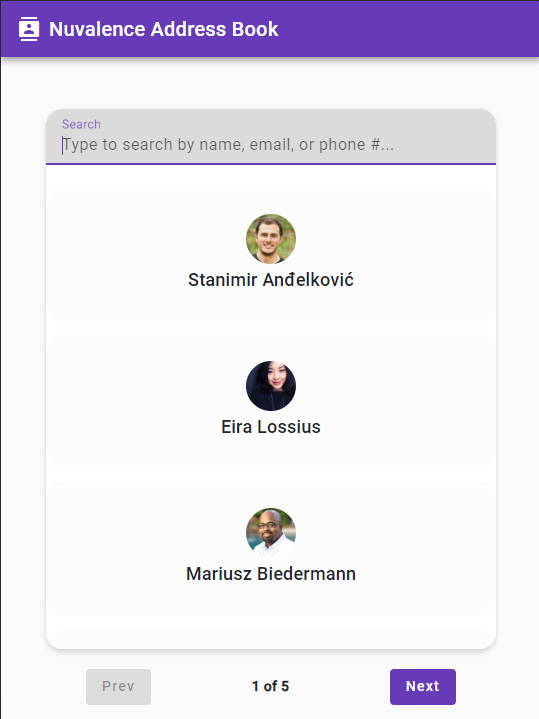 Nuvalence Address Book
Search
Type to search by name, email, or phone #...
Stanimir Anđelković
Eira Lossius
Mariusz Biedermann
Prev 1 of 5 Next